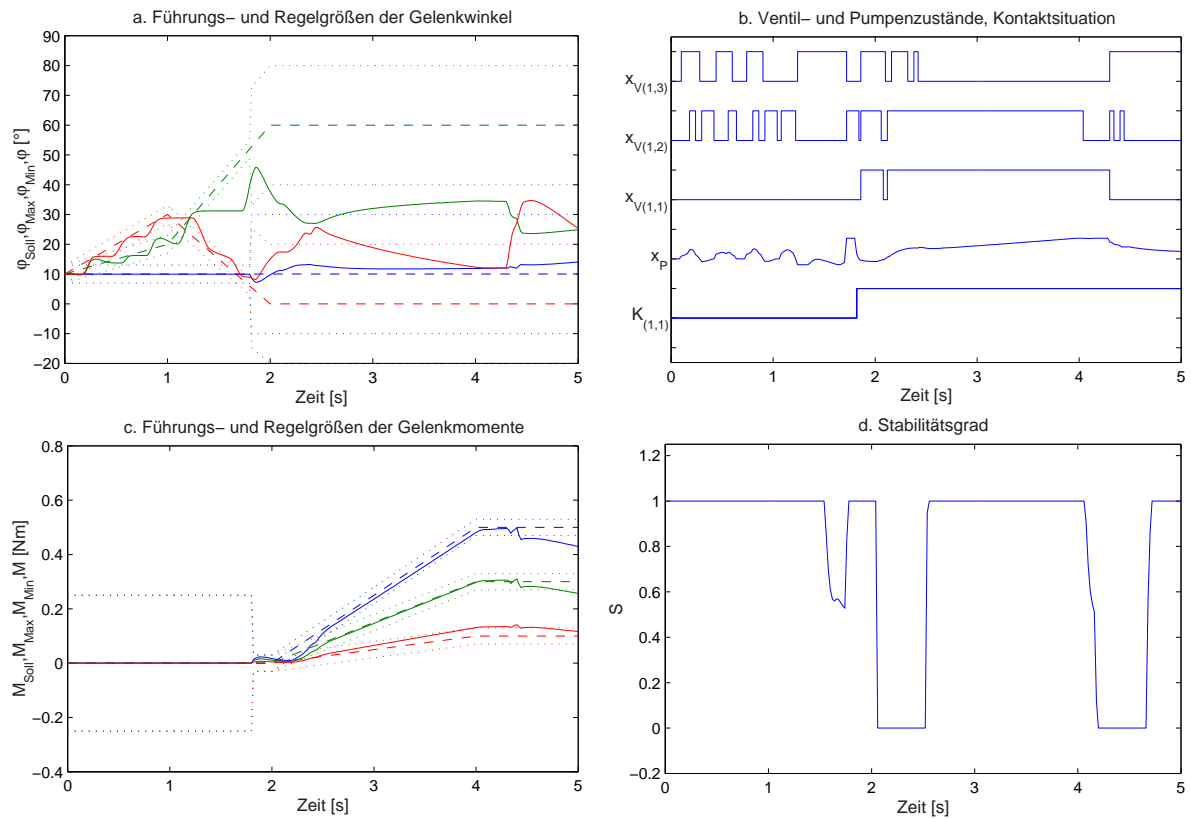 a. Führungs− und Regelgrößen der Gelenkwinkel
90
80
70
60
50
40
30
20
10
0
−10
−20
φSoll,φMax,φMin,φ [°]
0 1 2 3 4 5
Zeit [s]
b. Ventil− und Pumpenzustände, Kontaktsituation
xV(1,3)
xV(1,2)
xV(1,1)
xP
K(1,1)
0 1 2 3 4 5
Zeit [s]
c. Führungs− und Regelgrößen der Gelenkmomente
0.8
0.6
0.4
0.2
0
−0.2
−0.4
MSoll,MMax,MMin,M [Nm]
0 1 2 3 4 5
Zeit [s]
d. Stabilitätsgrad
1.2
1
0.8
0.6
0.4
0.2
0
−0.2
S
0 1 2 3 4 5
Zeit [s]